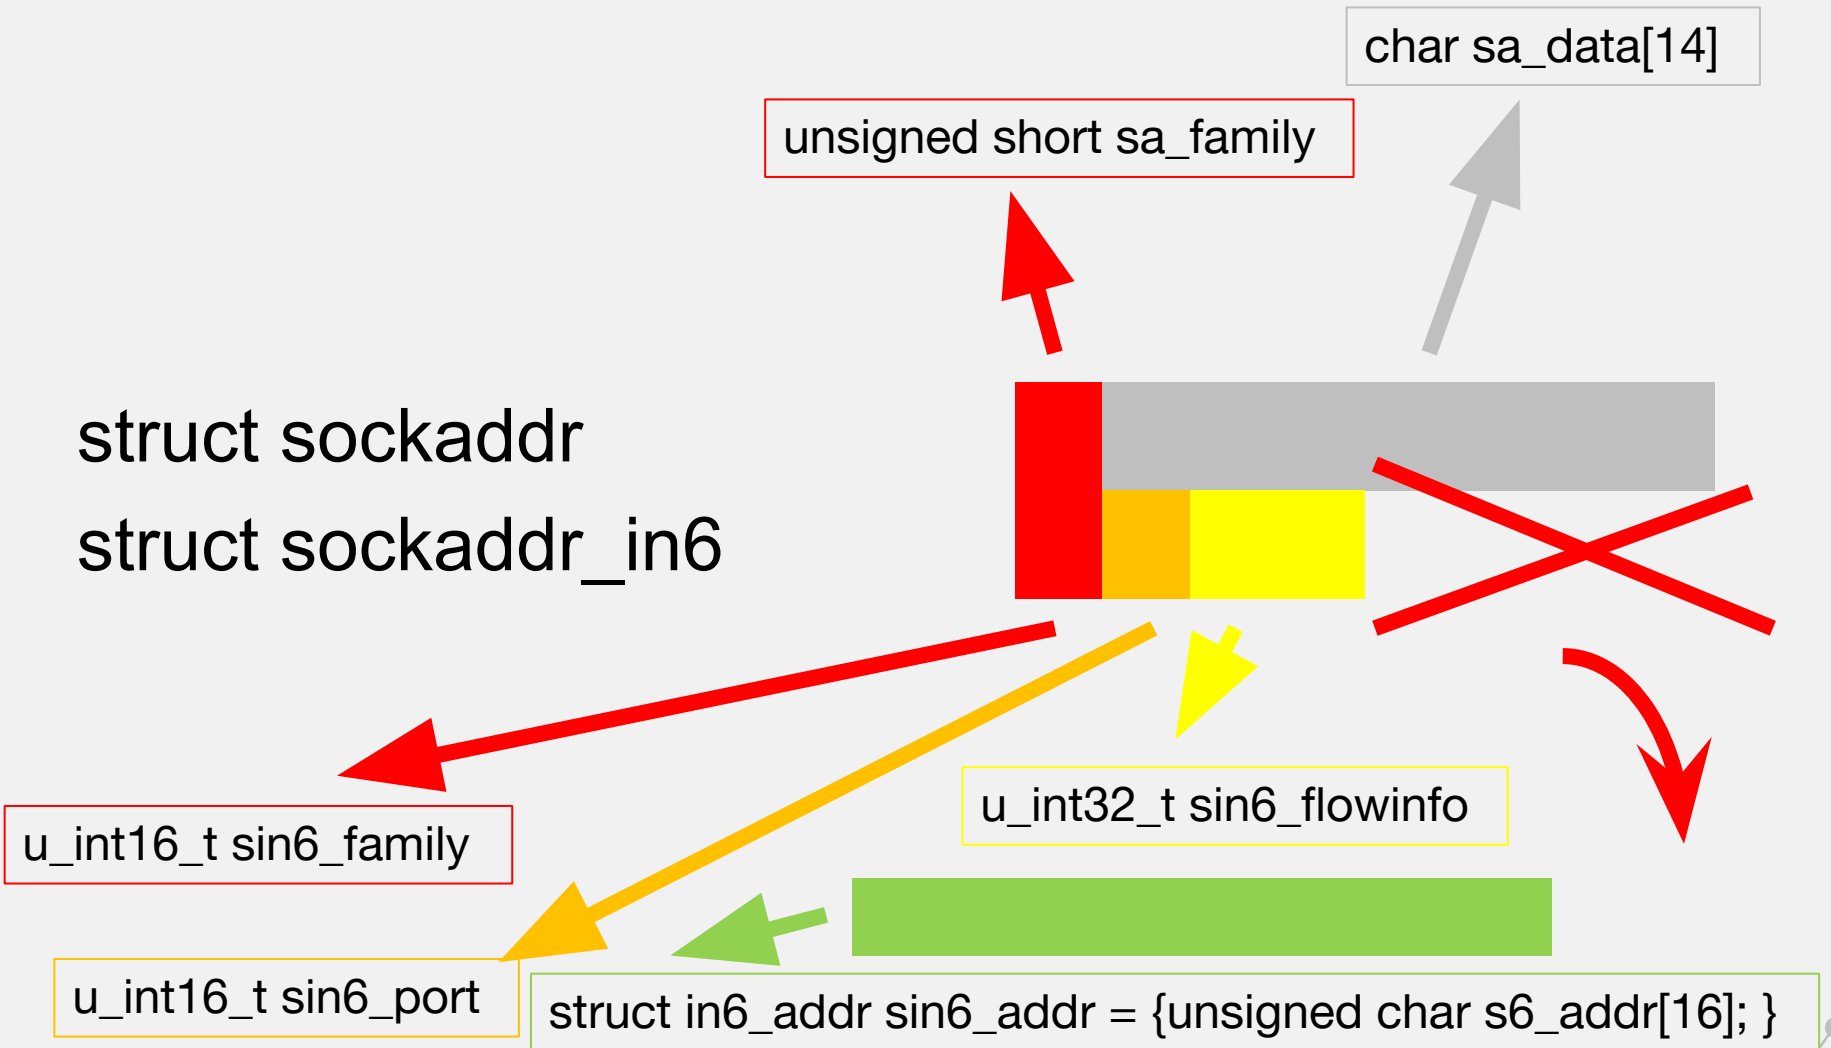 char sa_data[14]
unsigned short sa_family
struct sockaddr
struct sockaddr_in6
u_int32_t sin6_flowinfo
u_int16_t sin6_family
u_int16_t sin6_port
struct in6_addr sin6_addr = {unsigned char s6_addr[16]; }